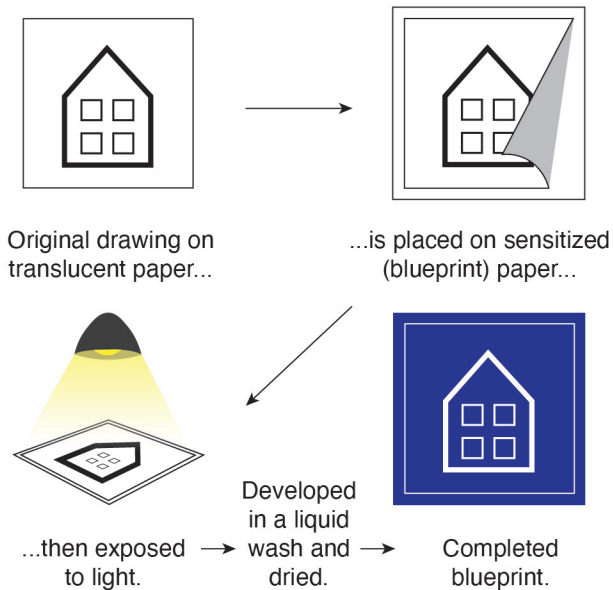 Original drawing on
translucent paper...
...is placed on sensitized
(blueprint) paper...
...then exposed
to light.
Developed
in a liquid
wash and
dried.
Completed
blueprint.